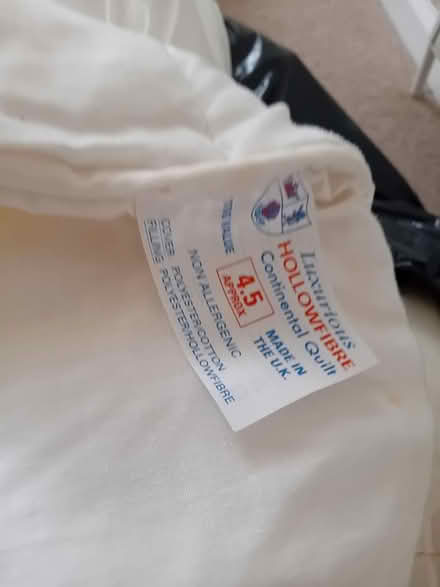 Luxurious
HOLLOWFIBRE
Continental Quilt
TOG VALUE
4.5
APPROX
MADE IN
THE U.K.
NON ALLERGENIC
COVER POLYESTER/COTTON
FILLING POLYESTER/HOLLOWFIBRE